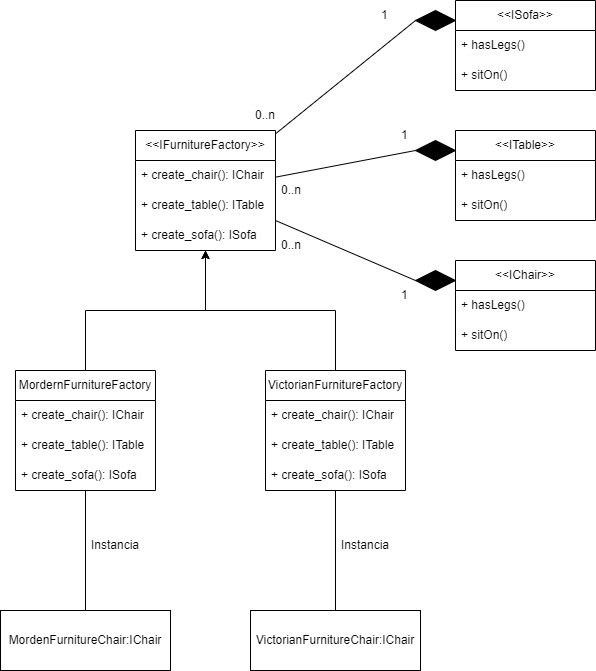 1
<<ISofa>>
+ hasLegs()
+ sitOn()
0..n
<<IFurnitureFactory>>
+ create_chair(): IChair
+ create_table(): ITable
+ create_sofa(): ISofa
1
<<ITable>>
+ hasLegs()
+ sitOn()
0..n
0..n
1
<<IChair>>
+ hasLegs()
+ sitOn()
MordernFurnitureFactory
+ create_chair(): IChair
+ create_table(): ITable
+ create_sofa(): ISofa
VictorianFurnitureFactory
+ create_chair(): IChair
+ create_table(): ITable
+ create_sofa(): ISofa
Instancia
Instancia
MordenFurnitureChair:IChair
VictorianFurnitureChair:IChair